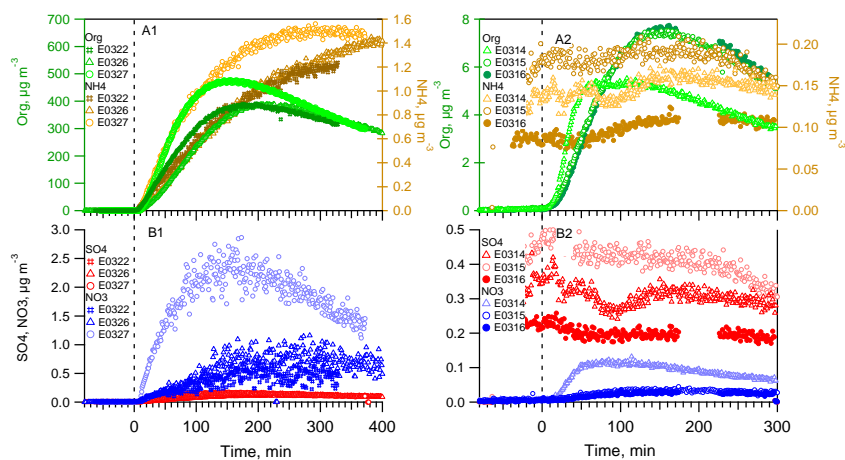 A1
Org
E0322
E0326
E0327
NH4
E0322
E0326
E0327
Org, µg m-3
700
600
500
400
300
200
100
0
NH4, µg m-3
1.6
1.4
1.2
1.0
0.8
0.6
0.4
0.2
0.0
A2
Org
E0314
E0315
E0316
NH4
E0314
E0315
E0316
Org, µg m-3
8
6
4
2
0
NH4, µg m-3
0.20
0.15
0.10
0.05
0.00
B1
SO4
E0322
E0326
E0327
NO3
E0322
E0326
E0327
SO4, NO3, µg m-3
3.0
2.5
2.0
1.5
1.0
0.5
0.0
0 100 200 300 400
Time, min
B2
SO4
E0314
E0315
E0316
NO3
E0314
E0315
E0316
0.5
0.4
0.3
0.2
0.1
0.0
0 100 200 300
Time, min